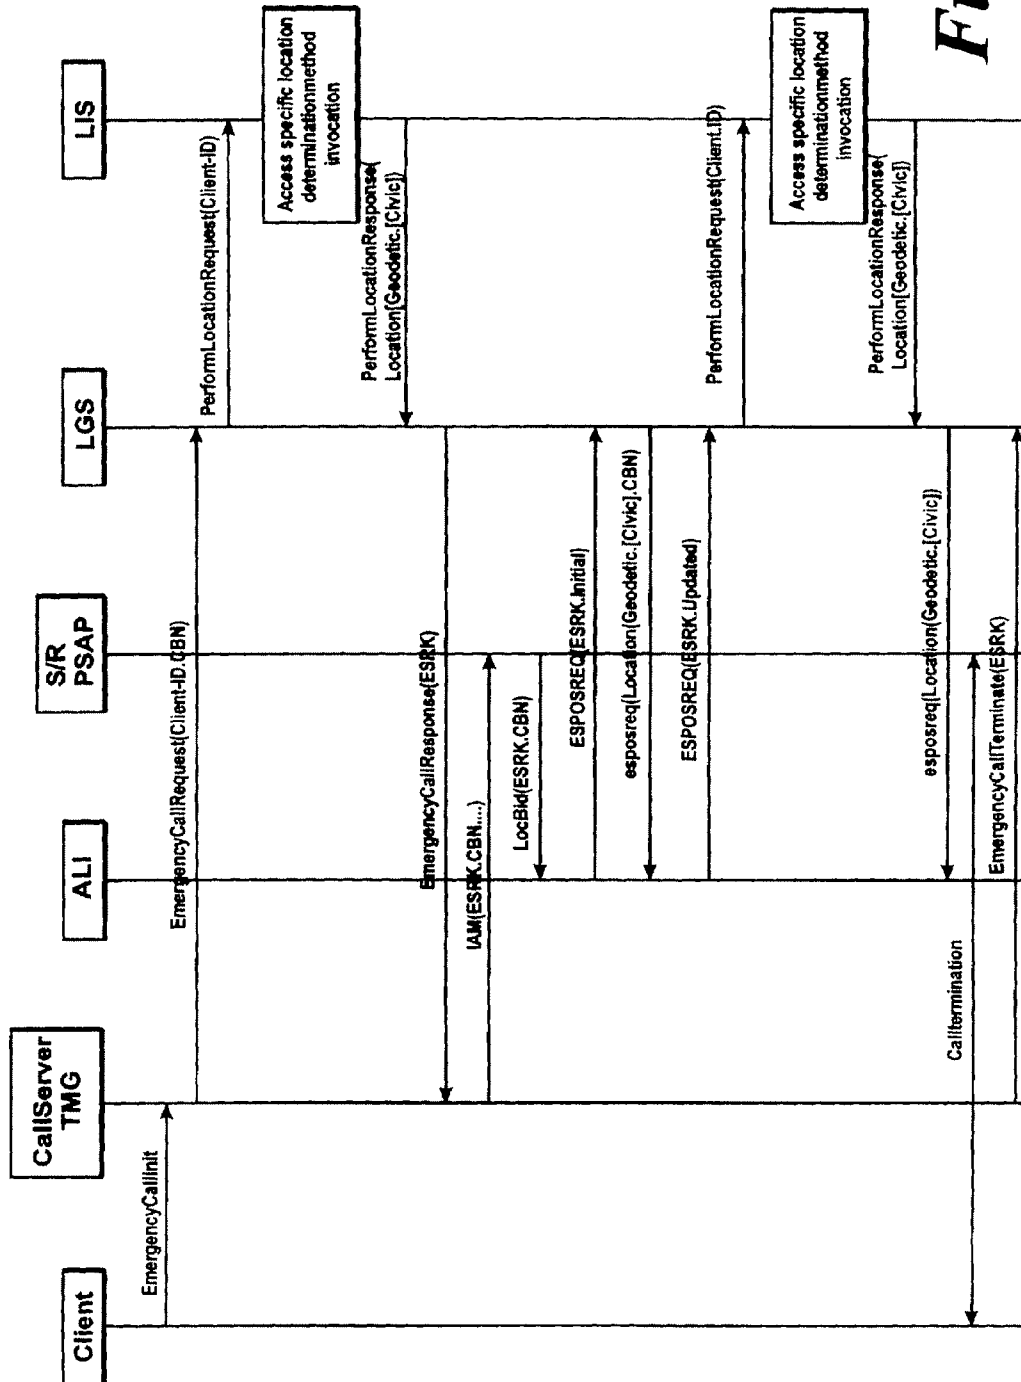 Client
CallServer
TMG
ALI
S/R
PSAP
LGS
LIS
EmergencyCallInit
EmergencyCallRequest(Client-ID.CBN)
PerformLocationRequest(Client-ID)
Access specific location
determinationmethod
invocation
PerformLocationResponse(
Location[Geodetic.[Civic])
EmergencyCallResponse(ESRK)
IAM(ESRK.CBN....)
LocBid(ESRK.CBN)
ESPOSREQ(ESRK.Initial)
esposreq(Location(Geodetic.[Civic].CBN)
ESPOSREQ(ESRK.Updated)
PerformLocationRequest(Client.ID)
Access specific location
determinationmethod
invocation
PerformLocationResponse(
Location[Geodetic.[Civic])
esposreq(Location(Geodetic.[Civic])
Calltermination
EmergencyCallTerminate(ESRK)